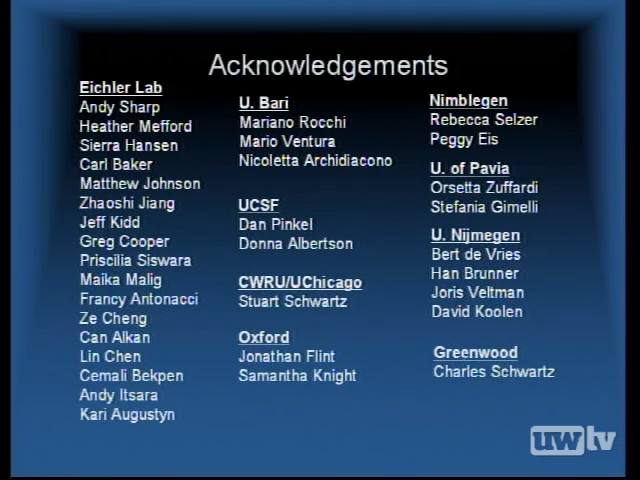 Acknowledgements
Eichler Lab
Andy Sharp
Heather Mefford
Sierra Hansen
Carl Baker
Matthew Johnson
Zhaoshi Jiang
Jeff Kidd
Greg Cooper
Priscilia Siswara
Maika Malig
Francy Antonacci
Ze Cheng
Can Alkan
Lin Chen
Cemali Bekpen
Andy Itsara
Kari Augustyn
U. Bari
Mariano Rocchi
Mario Ventura
Nicoletta Archidiacono
UCSF
Dan Pinkel
Donna Albertson
CWRU/UChicago
Stuart Schwartz
Oxford
Jonathan Flint
Samantha Knight
Nimblegen
Rebecca Selzer
Peggy Eis
U. of Pavia
Orsetta Zuffardi
Stefania Gimelli
U. Nijmegen
Bert de Vries
Han Brunner
Joris Veltman
David Koolen
Greenwood
Charles Schwartz
uwtv